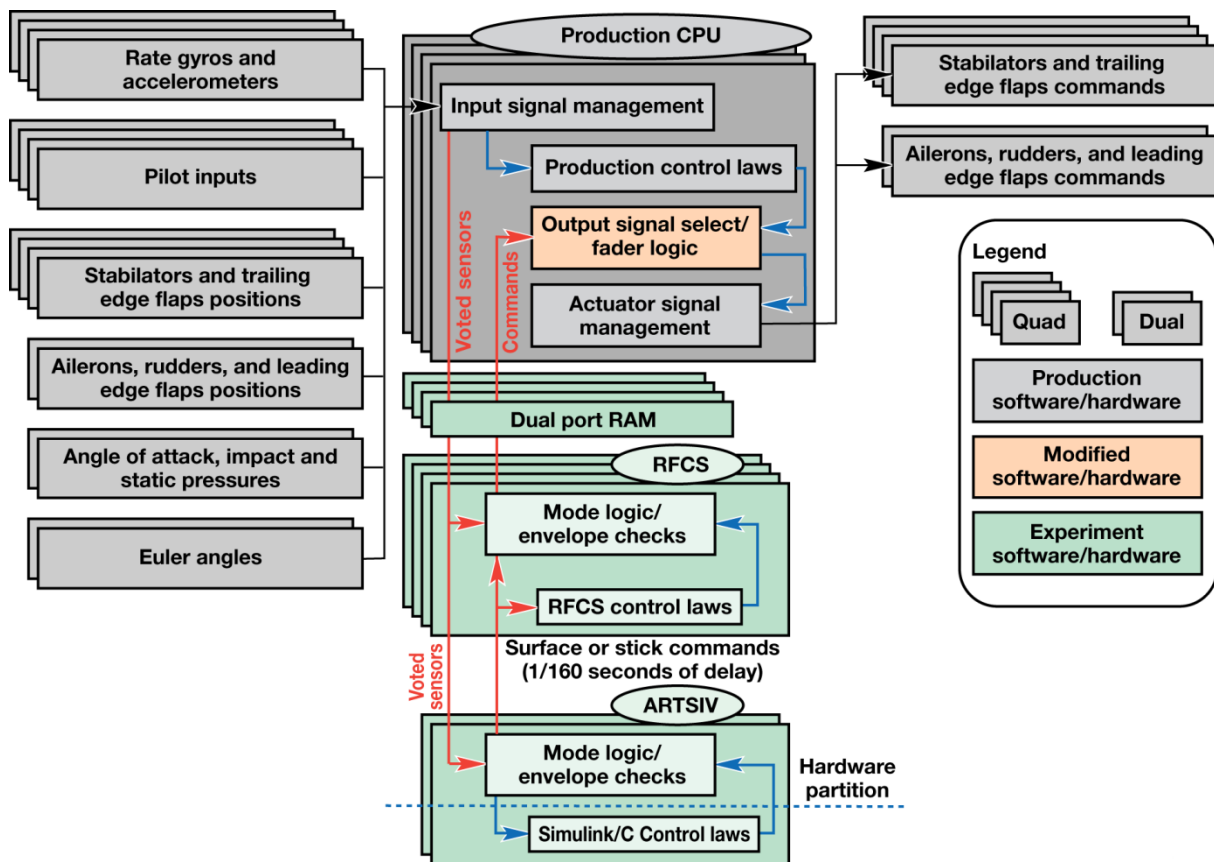 Rate gyros and
accelerometers
Pilot inputs
Stabilators and trailing
edge flaps positions
Ailerons, rudders, and leading
edge flaps positions
Angle of attack, impact and
static pressures
Euler angles
Production CPU
Input signal management
Production control laws
Output signal select/
fader logic
Actuator signal
management
Voted sensors
Commands
Dual port RAM
RFCS
Mode logic/
envelope checks
RFCS control laws
Surface or stick commands
(1/160 seconds of delay)
Voted
sensors
ARTSIV
Mode logic/
envelope checks
Simulink/C Control laws
Hardware
partition
Stabilators and trailing
edge flaps commands
Ailerons, rudders, and leading
edge flaps commands
Legend
Quad
Dual
Production
software/hardware
Modified
software/hardware
Experiment
software/hardware